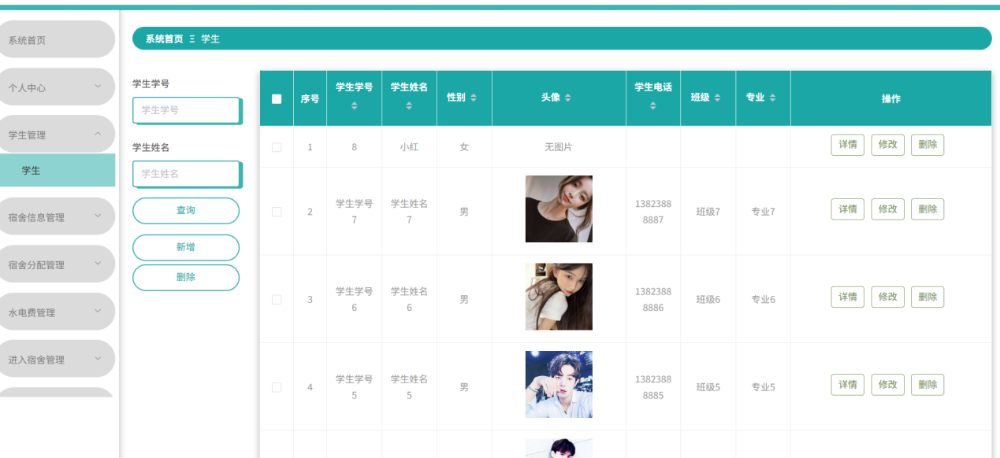 系统首页
个人中心
学生管理
学生
宿舍信息管理
宿舍分配管理
水电费管理
进入宿舍管理
系统首页 Ξ 学生
学生学号
学生学号
学生姓名
学生姓名
查询
新增
删除
序号 学生学号 学生姓名 性别 头像 学生电话 班级 专业 操作
1 8 小红 女 无图片 详情 修改 删除
2 学生学号 学生姓名 男 1382388 班级7 专业7 详情 修改 删除
7 7 8887
3 学生学号 学生姓名 男 1382388 班级6 专业6 详情 修改 删除
6 6 8886
4 学生学号 学生姓名 男 1382388 班级5 专业5 详情 修改 删除
5 5 8885